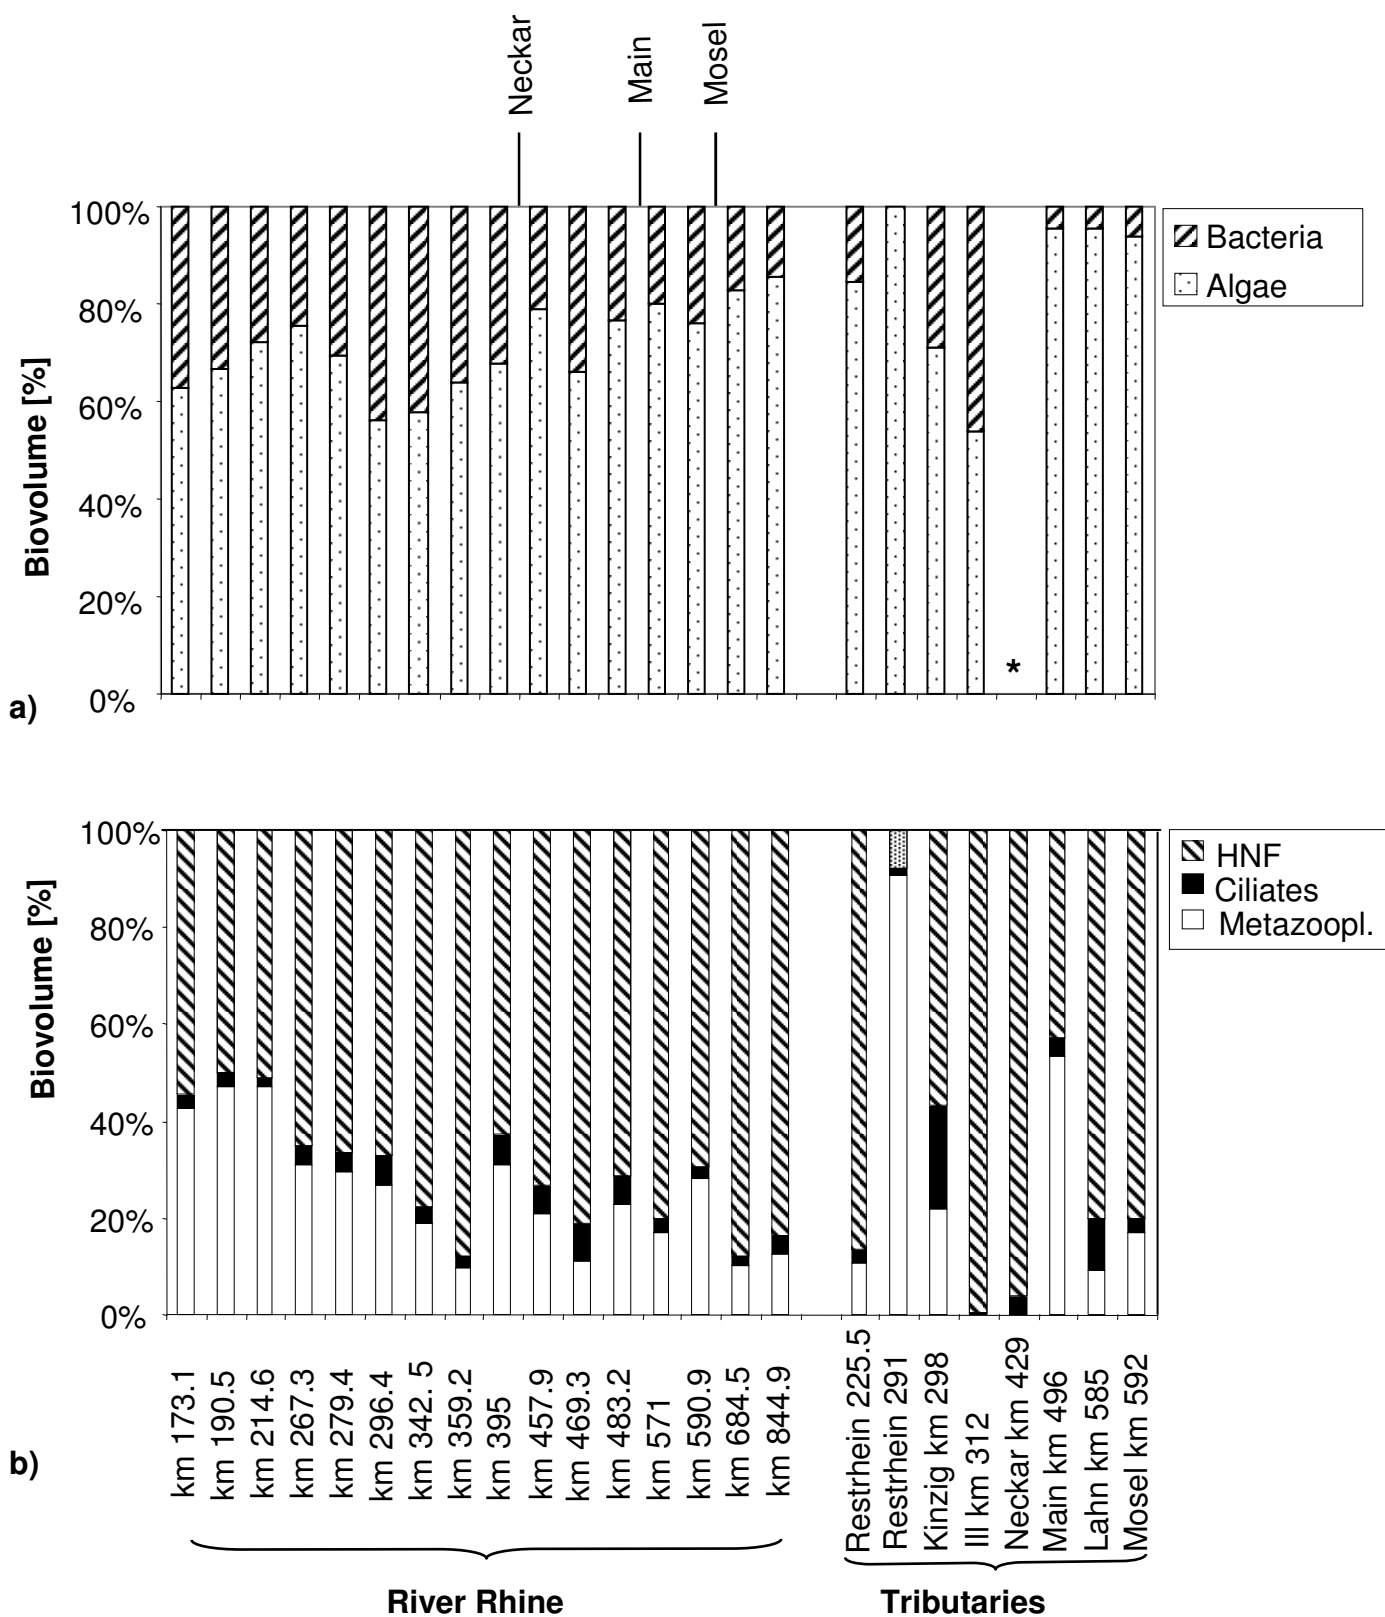 Neckar
Main
Mosel
100%
80%
60%
40%
20%
0%
Biovolume [%]
Bacteria
Algae
*
a)
100%
80%
60%
40%
20%
0%
Biovolume [%]
HNF
Ciliates
Metazoopl.
km 173.1
km 190.5
km 214.6
km 267.3
km 279.4
km 296.4
km 342. 5
km 359.2
km 395
km 457.9
km 469.3
km 483.2
km 571
km 590.9
km 684.5
km 844.9
Restrhein 225.5
Restrhein 291
Kinzig km 298
Ill km 312
Neckar km 429
Main km 496
Lahn km 585
Mosel km 592
b)
River Rhine
Tributaries